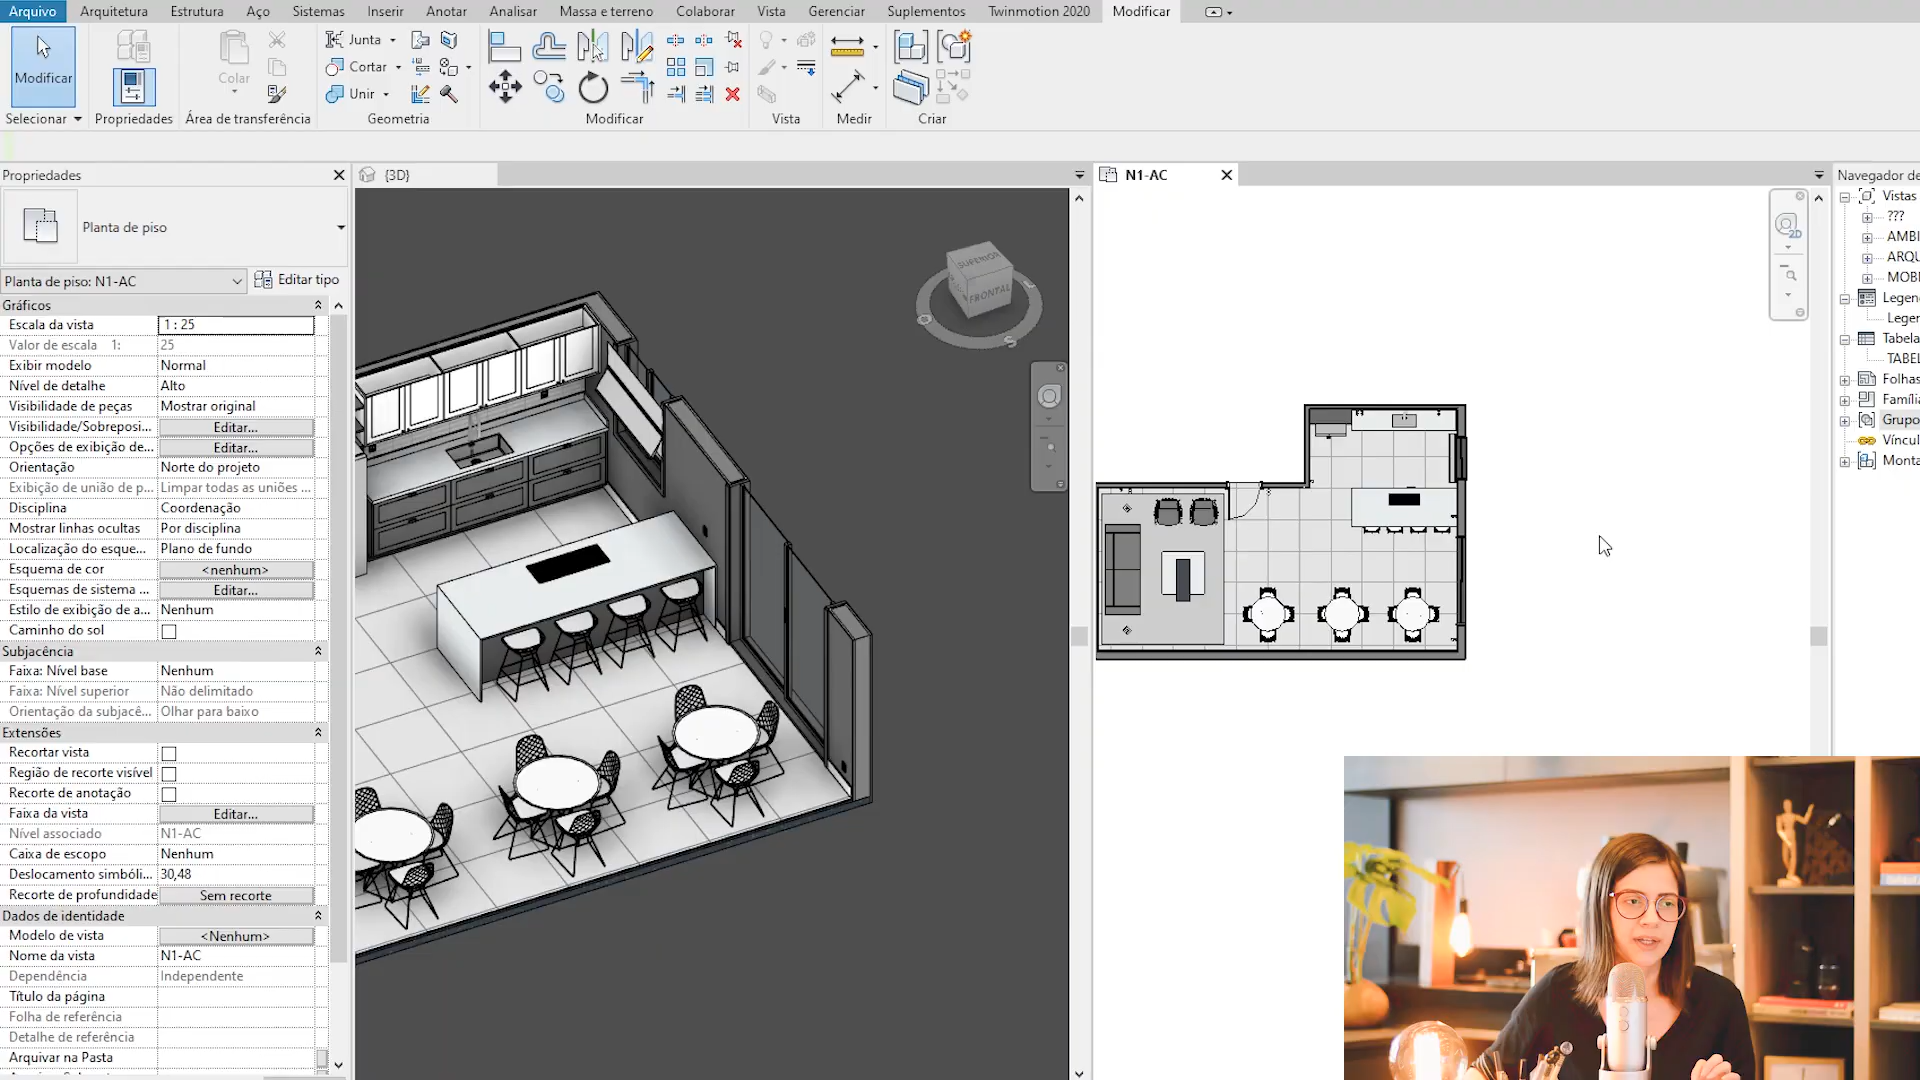 Arquivo Arquitetura Estrutura Aço Sistemas Inserir Anotar Analisar Massa e terreno Colaborar Vista Gerenciar Suplementos Twinmotion 2020 Modificar
Modificar
Colar
Junta
Cortar
Unir
Selecionar Propriedades Área de transferência Geometria Modificar Vista Medir Criar
Propriedades
{3D}
N1-AC
Navegador de
Planta de piso
Planta de piso: N1-AC Editar tipo
Gráficos
Escala da vista 1 : 25
Valor de escala 1: 25
Exibir modelo Normal
Nível de detalhe Alto
Visibilidade de peças Mostrar original
Visibilidade/Sobreposi... Editar...
Opções de exibição de... Editar...
Orientação Norte do projeto
Exibição de união de p... Limpar todas as uniões ...
Disciplina Coordenação
Mostrar linhas ocultas Por disciplina
Localização do esque... Plano de fundo
Esquema de cor <nenhum>
Esquemas de sistema ... Editar...
Estilo de exibição de a... Nenhum
Caminho do sol
Subjacência
Faixa: Nível base Nenhum
Faixa: Nível superior Não delimitado
Orientação da subjacê... Olhar para baixo
Extensões
Recortar vista
Região de recorte visível
Recorte de anotação
Faixa da vista Editar...
Nível associado N1-AC
Caixa de escopo Nenhum
Deslocamento simbóli... 30,48
Recorte de profundidade Sem recorte
Dados de identidade
Modelo de vista <Nenhum>
Nome da vista N1-AC
Dependência Independente
Título da página
Folha de referência
Detalhe de referência
Arquivar na Pasta
SUPERIOR
FRONTAL
S
2D
Vistas
???
AMBI
ARQU
MOBI
Legen
Legen
Tabela
TABEL
Folhas
Famíli
Grupo
Víncul
Monta